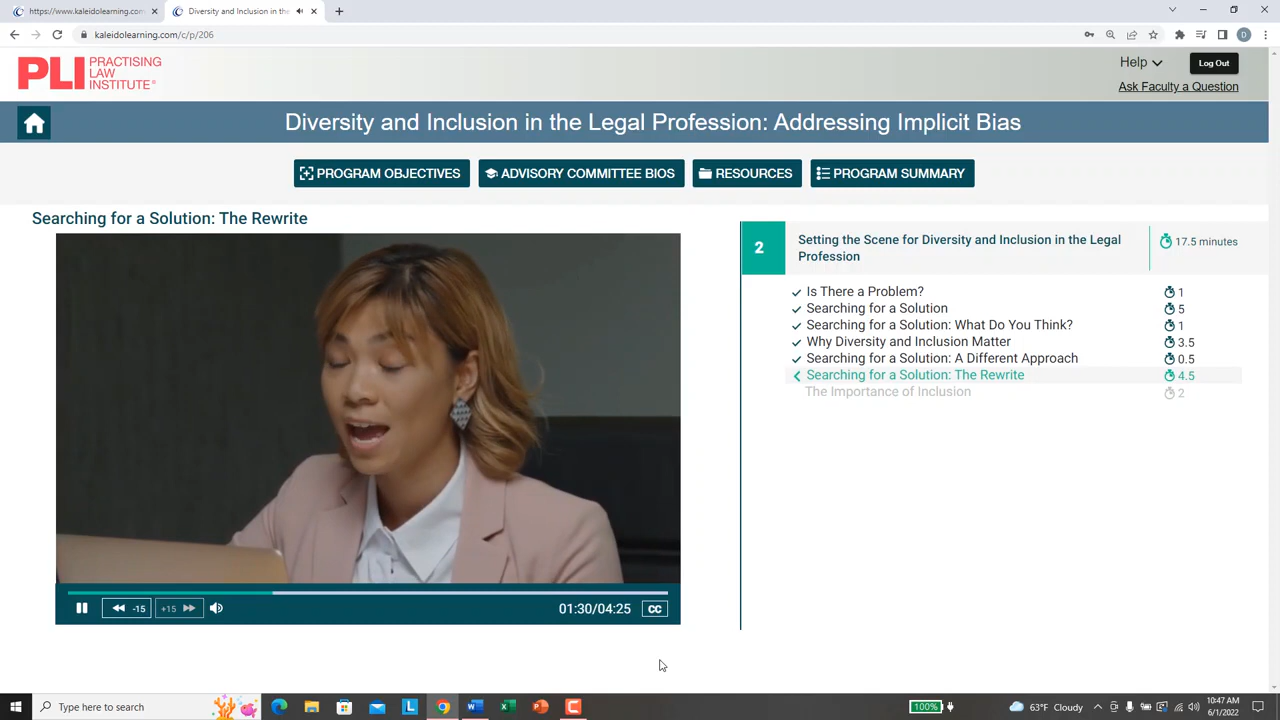 https://www.kaleidolearning.com/
Diversity and Inclusion in the
kaleidolearning.com/c/p/206
D
PLI PRACTISING
LAW
INSTITUTE®
Help
Log Out
Ask Faculty a Question
Diversity and Inclusion in the Legal Profession: Addressing Implicit Bias
PROGRAM OBJECTIVES
ADVISORY COMMITTEE BIOS
RESOURCES
PROGRAM SUMMARY
Searching for a Solution: The Rewrite
2
Setting the Scene for Diversity and Inclusion in the Legal
Profession
17.5 minutes
Is There a Problem? 1
Searching for a Solution 5
Searching for a Solution: What Do You Think? 1
Why Diversity and Inclusion Matter 3.5
Searching for a Solution: A Different Approach 0.5
Searching for a Solution: The Rewrite 4.5
The Importance of Inclusion 2
-15
+15
01:30/04:25
CC
Type here to search
L
100%
63°F Cloudy
10:47 AM
6/1/2022